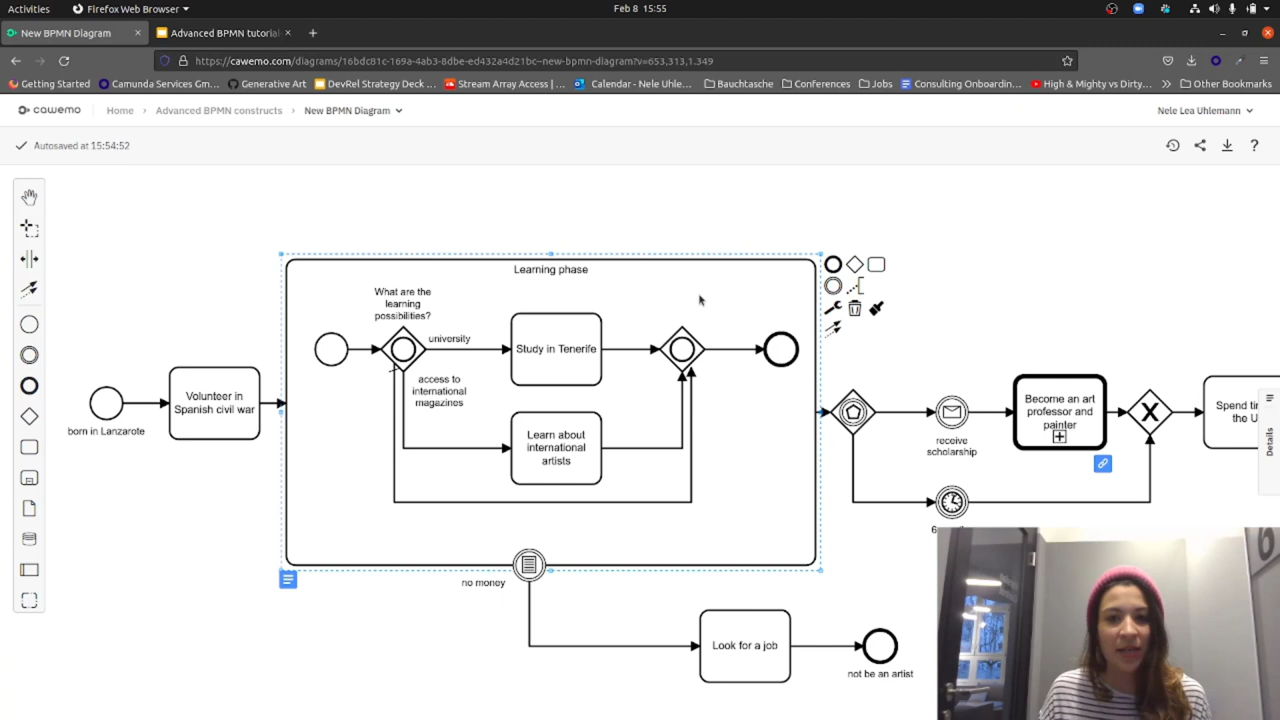 Activities
Firefox Web Browser
Feb 8 15:55
New BPMN Diagram
Advanced BPMN tutorial
https://cawemo.com/diagrams/16bdc81c-169a-4ab3-8dbe-ed432a4d21bc--new-bpmn-diagram?v=653,313,1.349
Getting Started
Camunda Services Gm...
Generative Art
DevRel Strategy Deck ...
Stream Array Access | ...
Calendar - Nele Uhle...
Bauchtasche
Conferences
Jobs
Consulting Onboardin...
High & Mighty vs Dirty...
Other Bookmarks
cawemo
Home
Advanced BPMN constructs
New BPMN Diagram
Nele Lea Uhlemann
Autosaved at 15:54:52
?
Learning phase
What are the
learning
possibilities?
university
Study in Tenerife
access to
international
magazines
Volunteer in
Spanish civil war
born in Lanzarote
Learn about
international
artists
Become an art
professor and
painter
X
Spend ti
the U
receive
scholarship
Details
no money
Look for a job
not be an artist
6